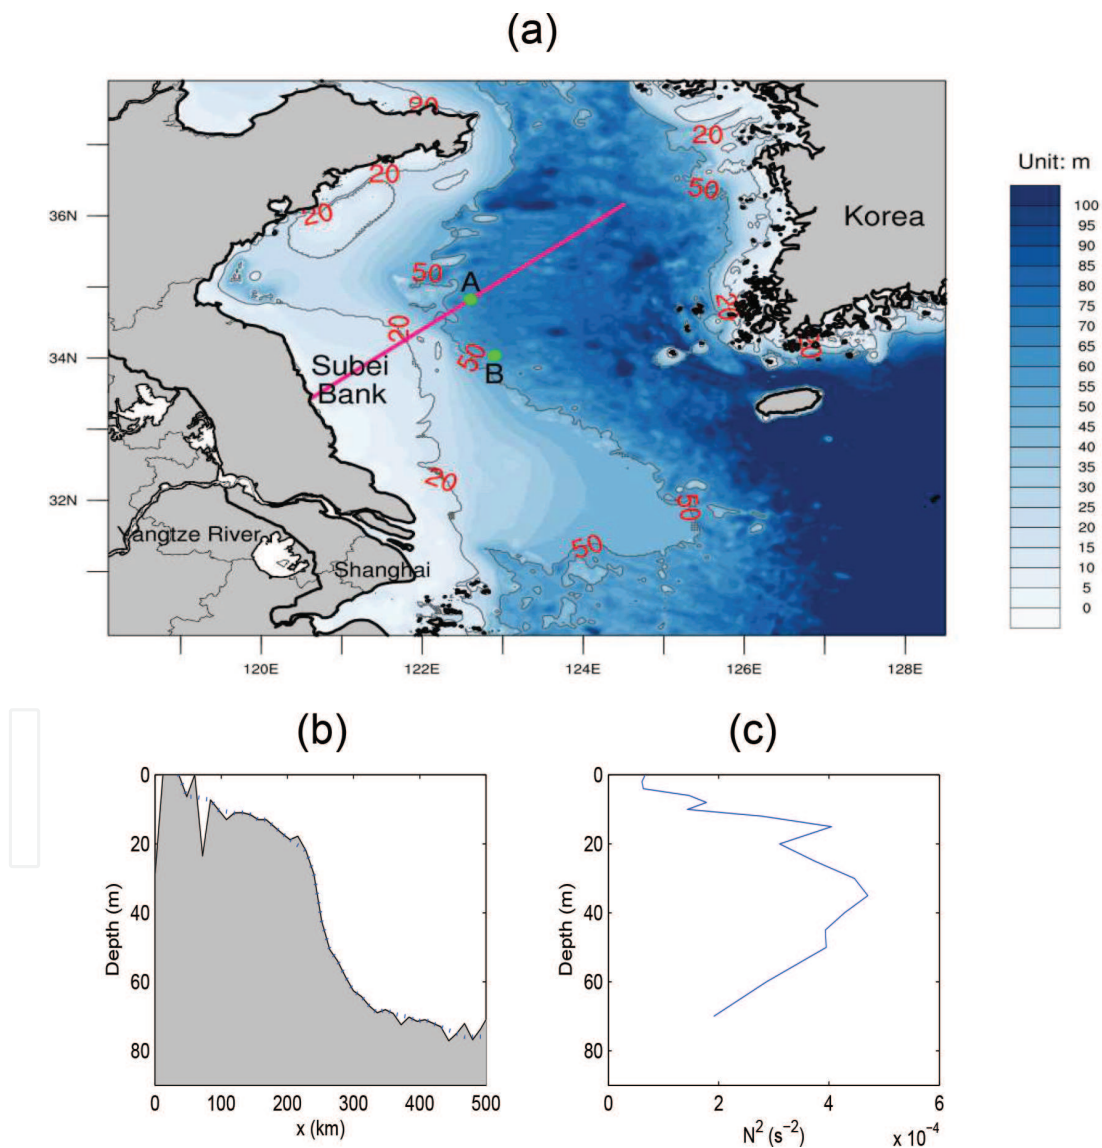 (a)
Unit: m
100
95
90
85
80
75
70
65
60
55
50
45
40
35
30
25
20
15
10
5
0
36N
34N
32N
120E
122E
124E
126E
128E
20
20
20
50
20
50
20
50
20
50
50
20
A
B
Korea
Subei
Bank
Yangtze River
Shanghai
(b)
0
20
40
60
80
Depth (m)
0
100
200
300
400
500
x (km)
(c)
0
20
40
60
80
Depth (m)
0
2
4
6
x 10⁻⁴
N² (s⁻²)